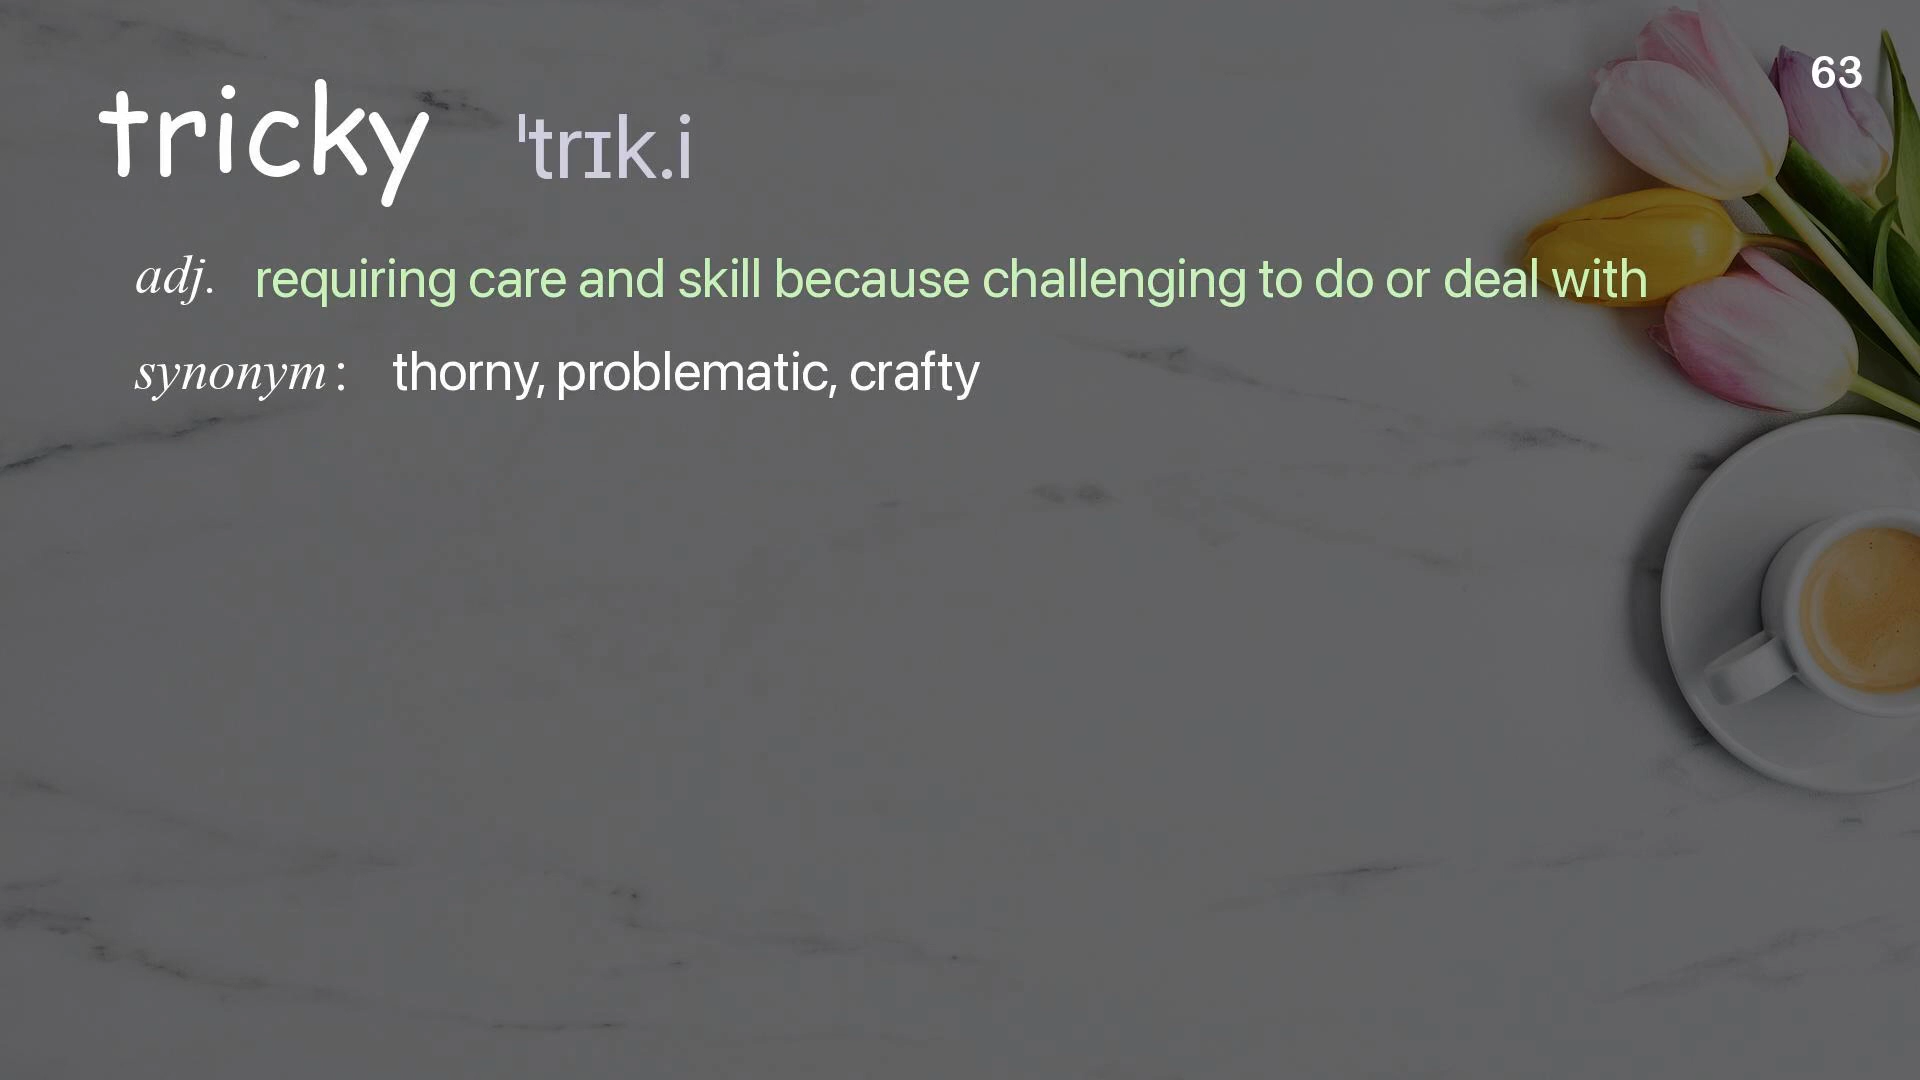 63
tricky ˈtrɪk.i
adj. requiring care and skill because challenging to do or deal with
synonym: thorny, problematic, crafty